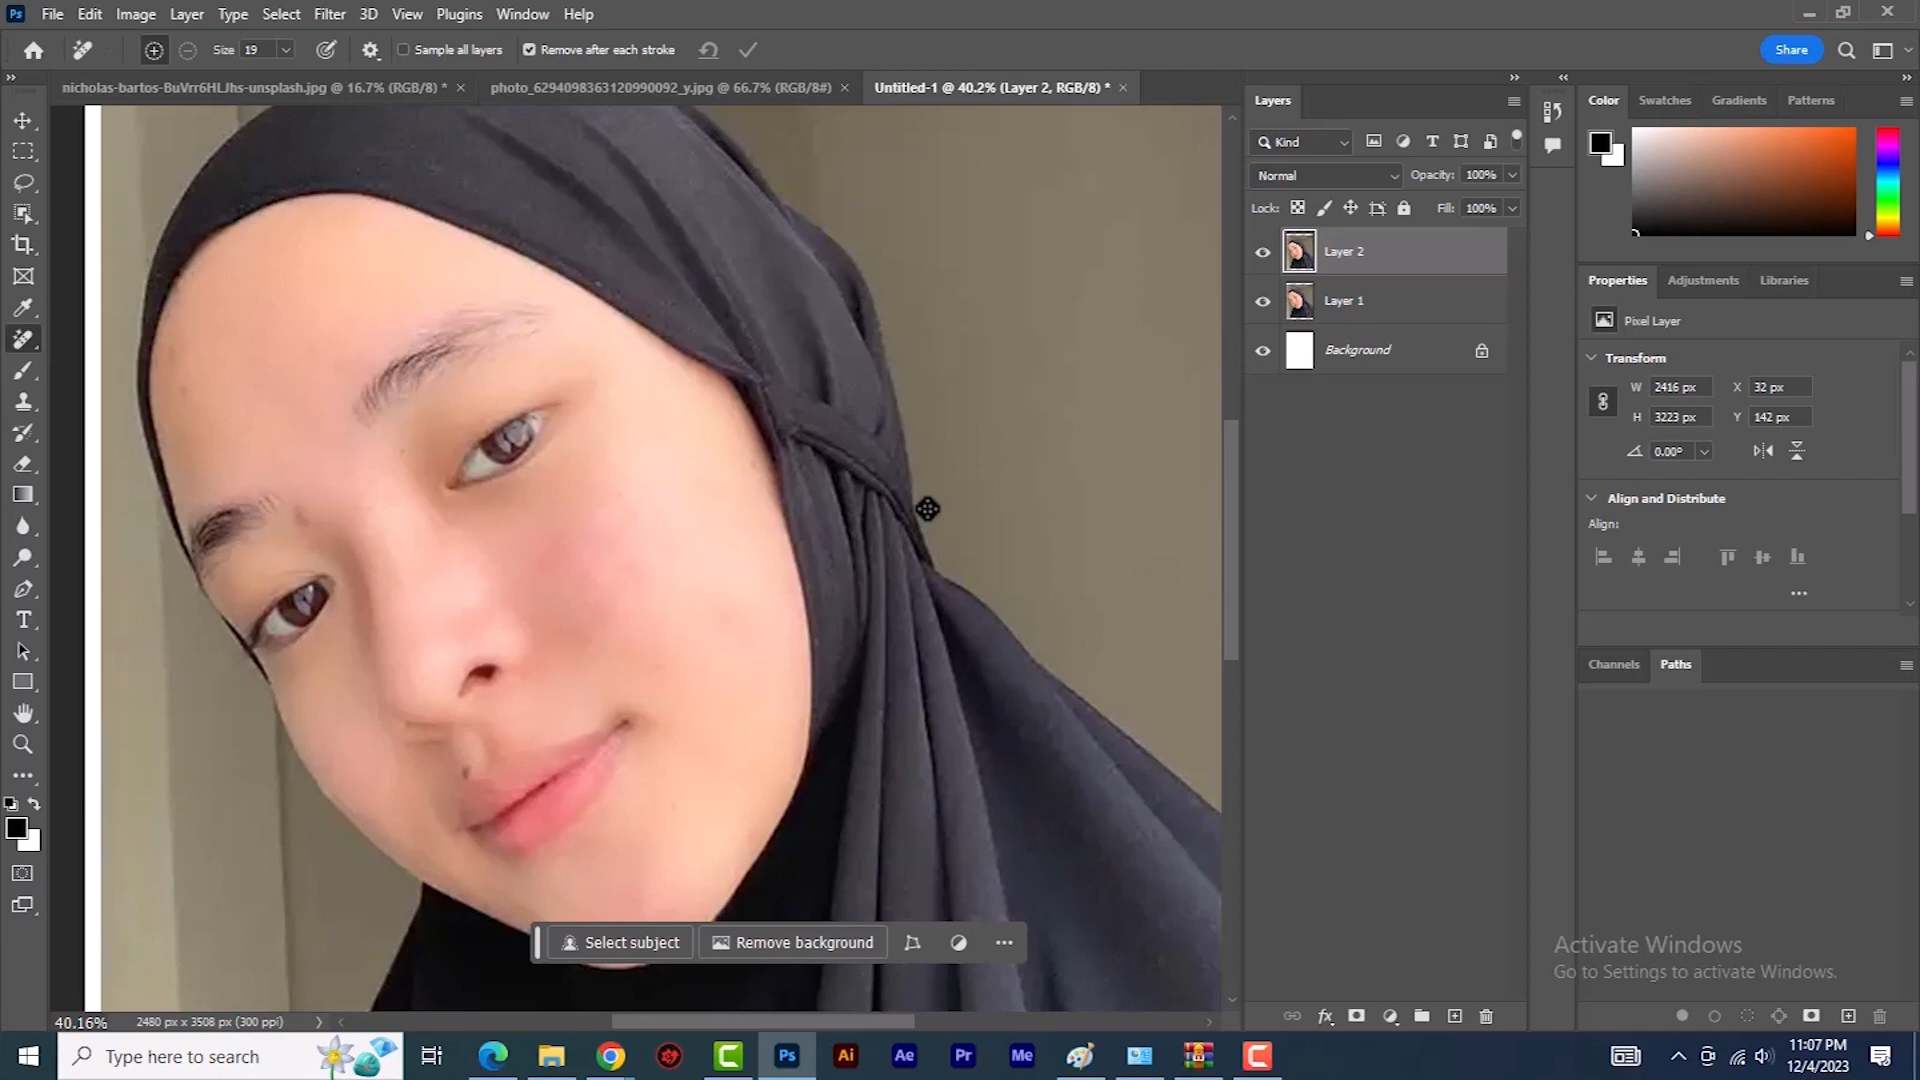 Ps File Edit Image Layer Type Select Filter 3D View Plugins Window Help
Size 19 Sample all layers Remove after each stroke Share
nicholas-bartos-BuVrr6HLJhs-unsplash.jpg @ 16.7% (RGB/8) * photo_6294098363120990092_y.jpg @ 66.7% (RGB/8#) Untitled-1 @ 40.2% (Layer 2, RGB/8) *
Layers
Color Swatches Gradients Patterns
Kind
Normal Opacity: 100%
Lock: Fill: 100%
Layer 2
Layer 1
Background
Properties Adjustments Libraries
Pixel Layer
Transform
W 2416 px X 32 px
H 3223 px Y 142 px
0.00°
Align and Distribute
Align:
Channels Paths
Select subject Remove background
Activate Windows
Go to Settings to activate Windows.
40.16% 2480 px x 3508 px (300 ppi)
Type here to search
Ps Ai Ae Pr Me
11:07 PM
12/4/2023